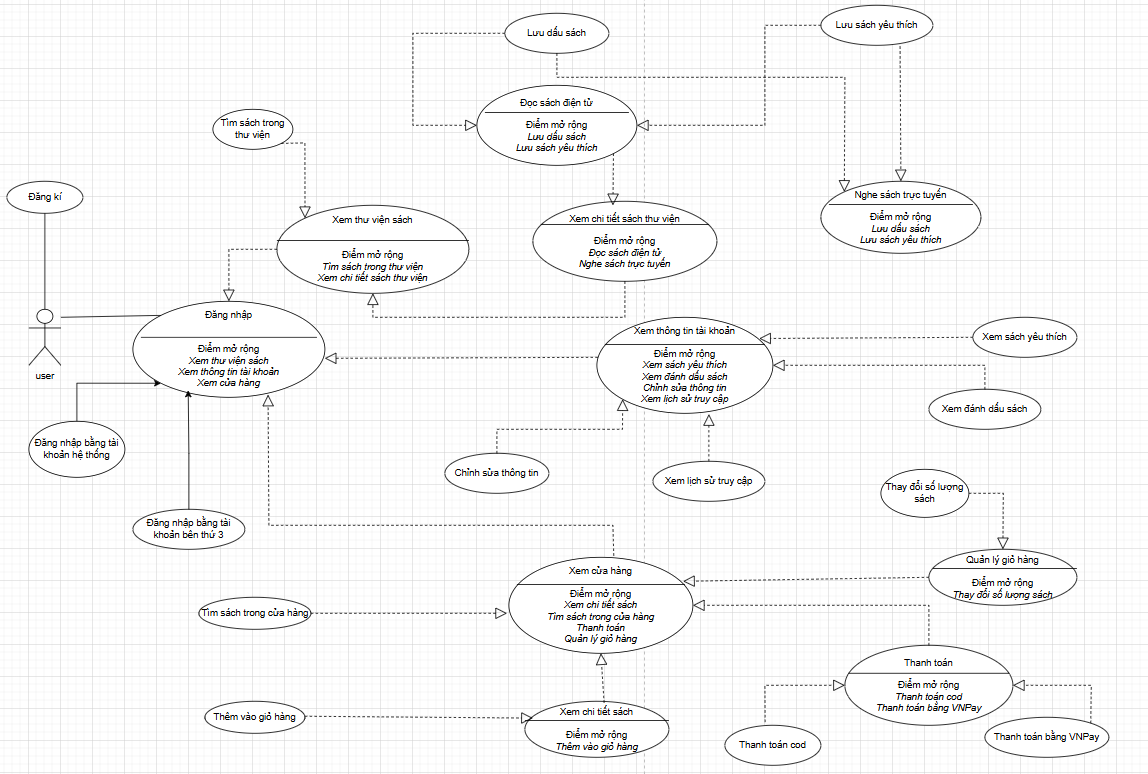 Lưu dấu sách
Lưu sách yêu thích
Đọc sách điện tử
Điểm mở rộng
Lưu dấu sách
Lưu sách yêu thích
Tìm sách trong
thư viện
Đăng kí
Xem thư viện sách
Điểm mở rộng
Tìm sách trong thư viện
Xem chi tiết sách thư viện
Xem chi tiết sách thư viện
Điểm mở rộng
Đọc sách điện tử
Nghe sách trực tuyến
Nghe sách trực tuyến
Điểm mở rộng
Lưu dấu sách
Lưu sách yêu thích
user
Đăng nhập
Điểm mở rộng
Xem thư viện sách
Xem thông tin tài khoản
Xem cửa hàng
Xem thông tin tài khoản
Điểm mở rộng
Xem sách yêu thích
Xem đánh dấu sách
Chỉnh sửa thông tin
Xem lịch sử truy cập
Xem sách yêu thích
Xem đánh dấu sách
Đăng nhập bằng tài
khoản hệ thống
Chỉnh sửa thông tin
Xem lịch sử truy cập
Thay đổi số lượng
sách
Đăng nhập bằng tài
khoản bên thứ 3
Xem cửa hàng
Điểm mở rộng
Xem chi tiết sách
Tìm sách trong cửa hàng
Thanh toán
Quản lý giỏ hàng
Quản lý giỏ hàng
Điểm mở rộng
Thay đổi số lượng sách
Tìm sách trong cửa hàng
Thanh toán
Điểm mở rộng
Thanh toán cod
Thanh toán bằng VNPay
Thêm vào giỏ hàng
Xem chi tiết sách
Điểm mở rộng
Thêm vào giỏ hàng
Thanh toán cod
Thanh toán bằng VNPay